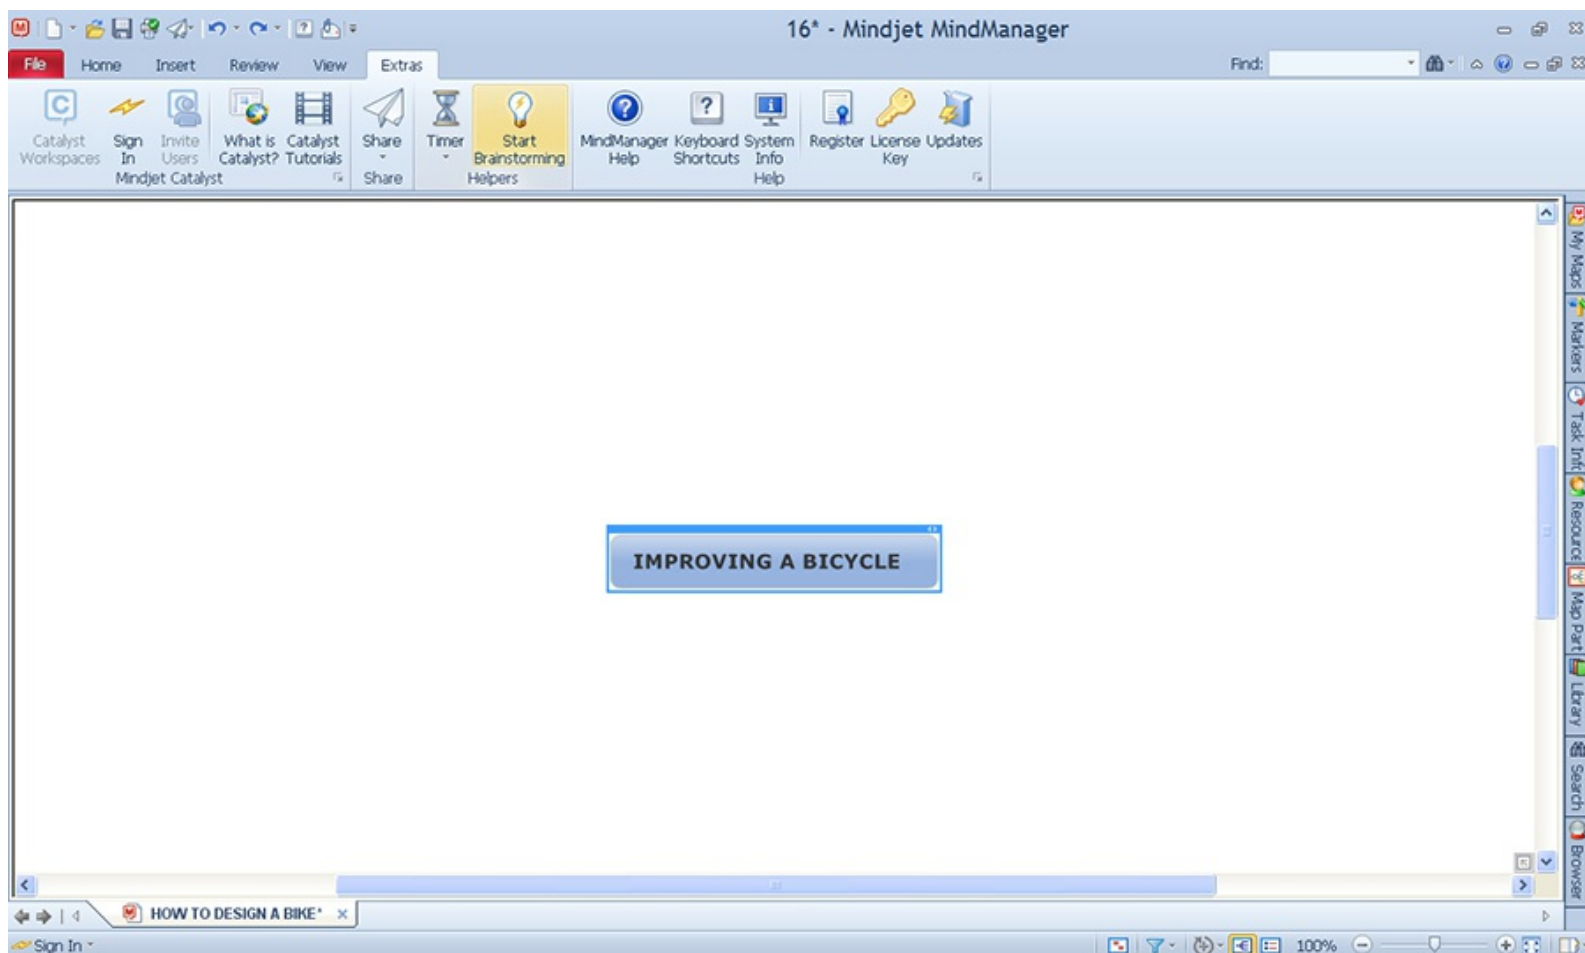 16* - Mindjet MindManager
File Home Insert Review View Extras Find:
Catalyst Workspaces
Sign In
Invite Users
What is Catalyst?
Catalyst Tutorials
Mindjet Catalyst
Share
Share
Timer
Start Brainstorming
Helpers
MindManager Help
Keyboard Shortcuts
System Info
Register
License Key
Updates
Help
IMPROVING A BICYCLE
My Maps
Markers
Task Inf
Resource
Map Part
Library
Search
Browser
HOW TO DESIGN A BIKE*
Sign In
100%